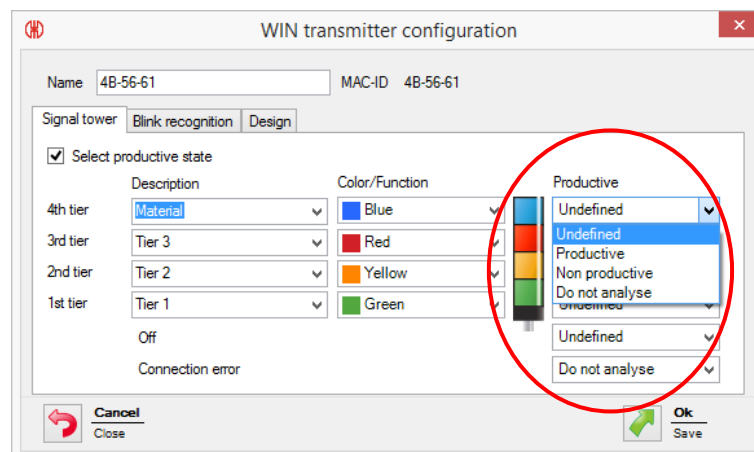 WIN transmitter configuration
Name 4B-56-61 MAC-ID 4B-56-61
Signal tower Blink recognition Design
Select productive state
Description Color/Function Productive
4th tier Material Blue Undefined
Undefined
3rd tier Tier 3 Red
Productive
2nd tier Tier 2 Yellow Non productive
Do not analyse
1st tier Tier 1 Green Undefined
Off Undefined
Connection error Do not analyse
Cancel Ok
Close Save